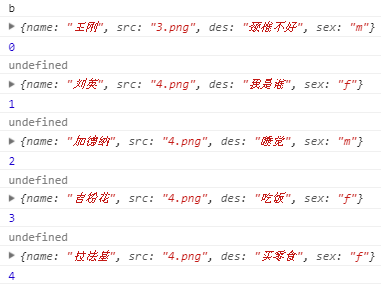 b
▶ {name: "王刚", src: "3.png", des: "颈椎不好", sex: "m"}
0
undefined
▶ {name: "刘英", src: "4.png", des: "我是谁", sex: "f"}
1
undefined
▶ {name: "加德纳", src: "4.png", des: "睡觉", sex: "m"}
2
undefined
▶ {name: "吉粉花", src: "4.png", des: "吃饭", sex: "f"}
3
undefined
▶ {name: "拉法基", src: "4.png", des: "买零食", sex: "f"}
4